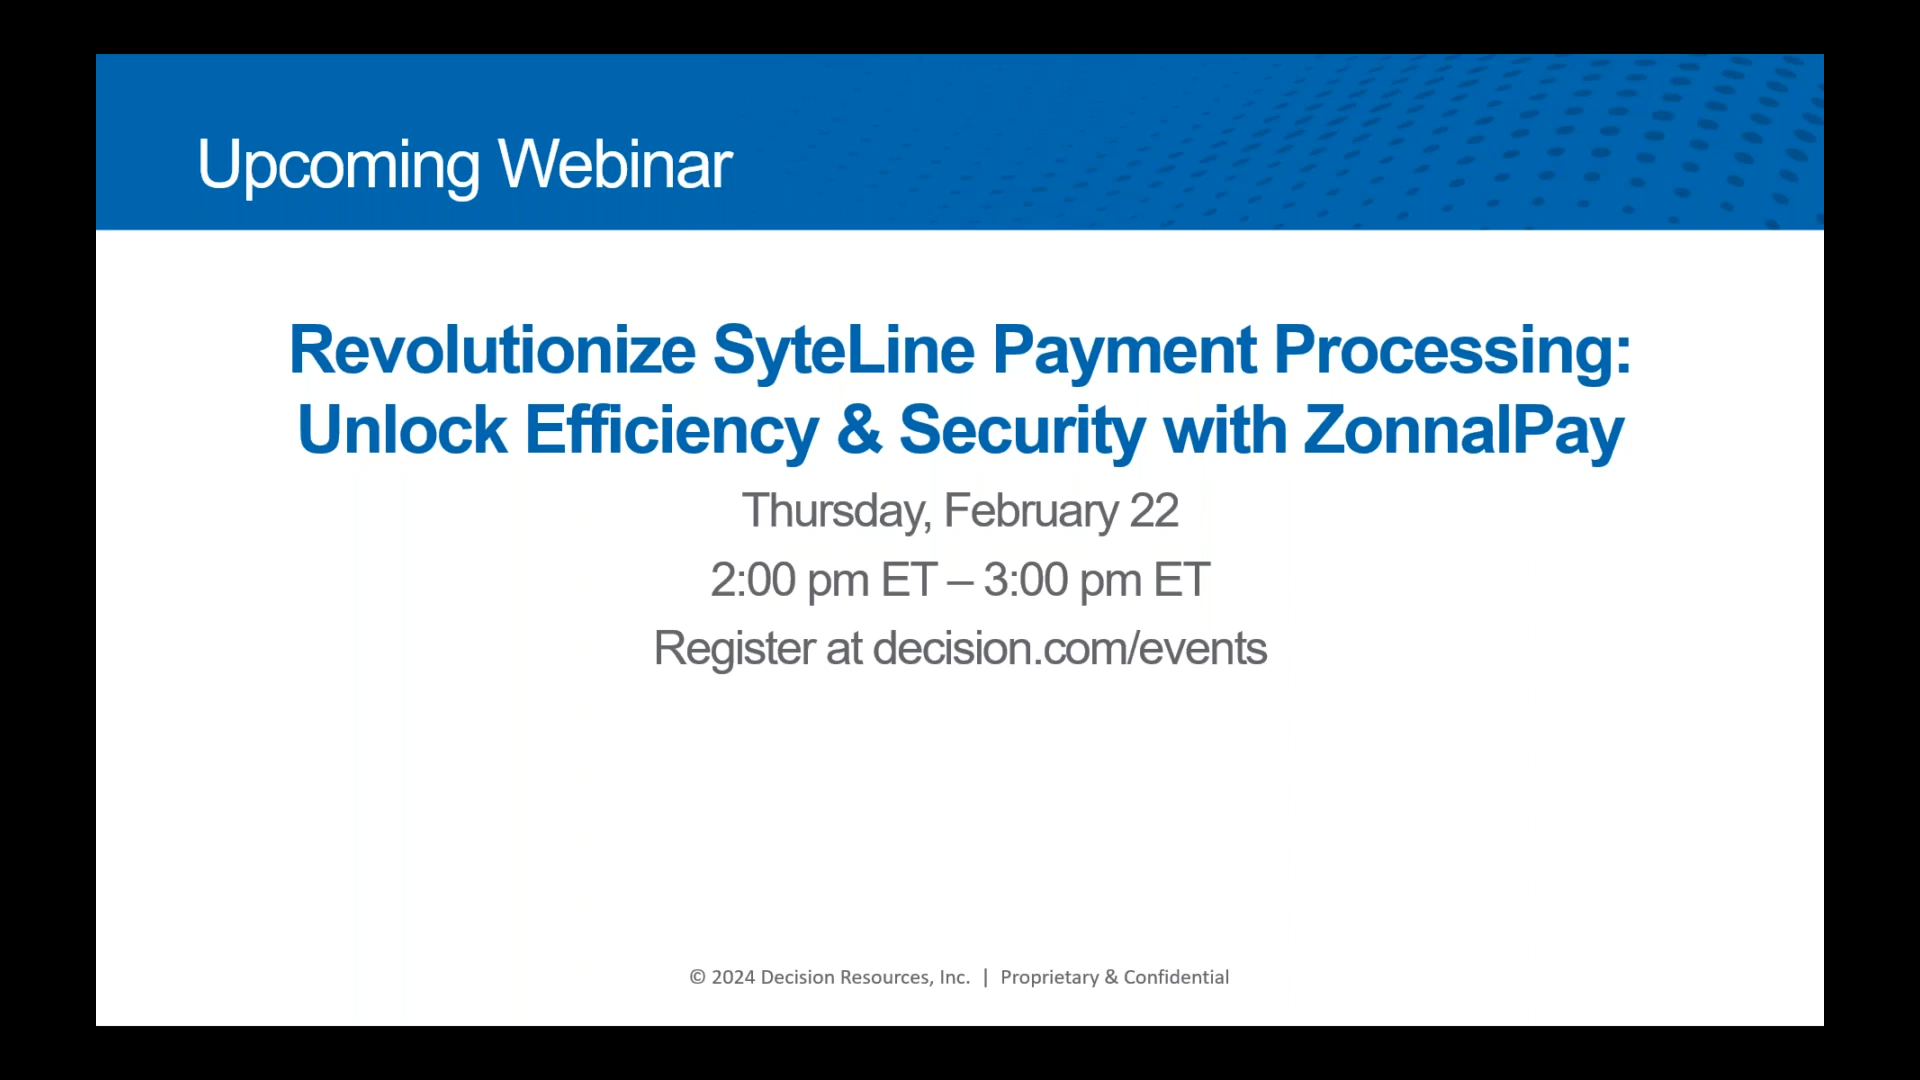 Upcoming Webinar
Revolutionize SyteLine Payment Processing:
Unlock Efficiency & Security with ZonnalPay
Thursday, February 22
2:00 pm ET – 3:00 pm ET
Register at decision.com/events
© 2024 Decision Resources, Inc. | Proprietary & Confidential